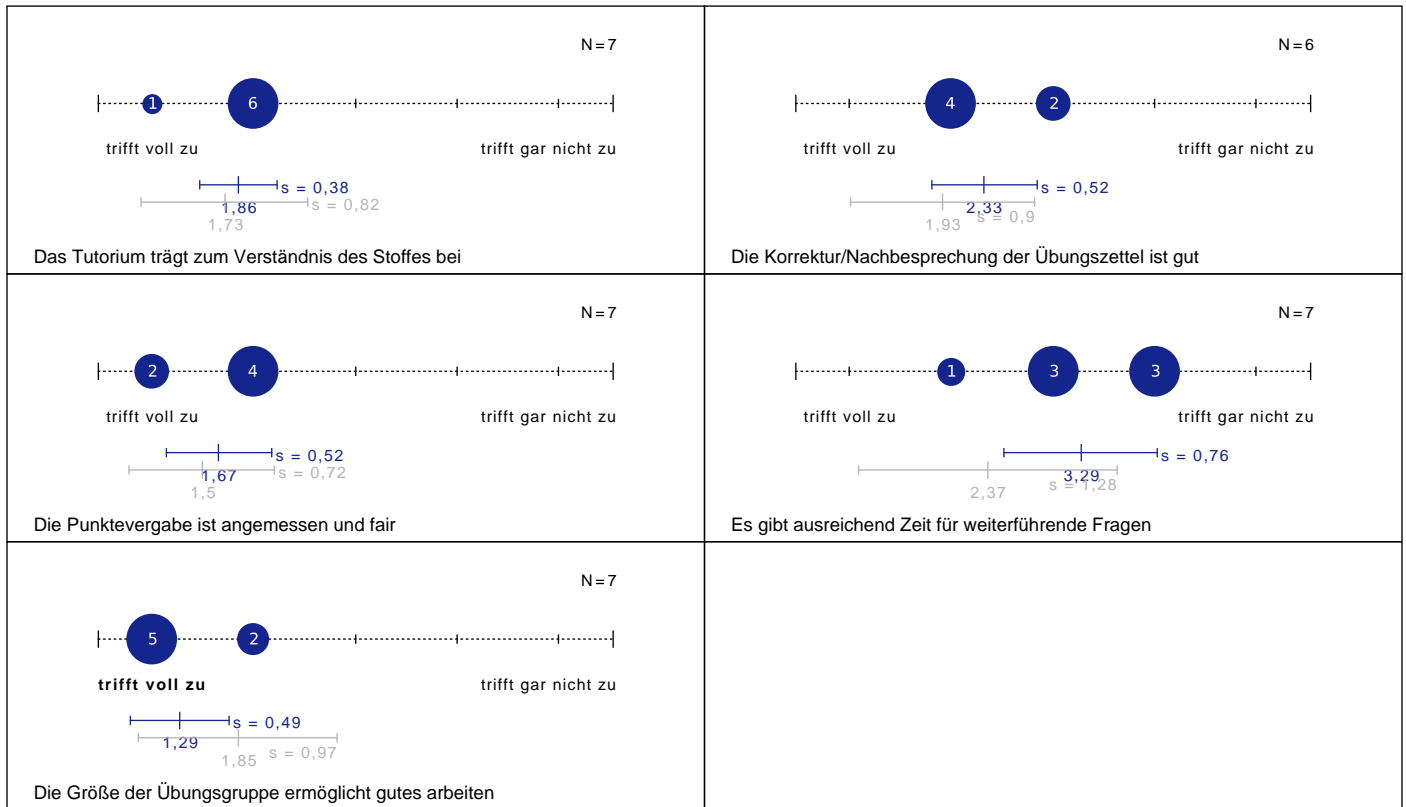 N=7
1 6
trifft voll zu trifft gar nicht zu
s = 0,38
1,86
s = 0,82
1,73
Das Tutorium trägt zum Verständnis des Stoffes bei
N=6
4 2
trifft voll zu trifft gar nicht zu
s = 0,52
2,33
s = 0,9
1,93
Die Korrektur/Nachbesprechung der Übungszettel ist gut
N=7
2 4
trifft voll zu trifft gar nicht zu
s = 0,52
1,67
s = 0,72
1,5
Die Punktevergabe ist angemessen und fair
N=7
1 3 3
trifft voll zu trifft gar nicht zu
s = 0,76
3,29
s = 1,28
2,37
Es gibt ausreichend Zeit für weiterführende Fragen
N=7
5 2
trifft voll zu trifft gar nicht zu
s = 0,49
1,29
s = 0,97
1,85
Die Größe der Übungsgruppe ermöglicht gutes arbeiten